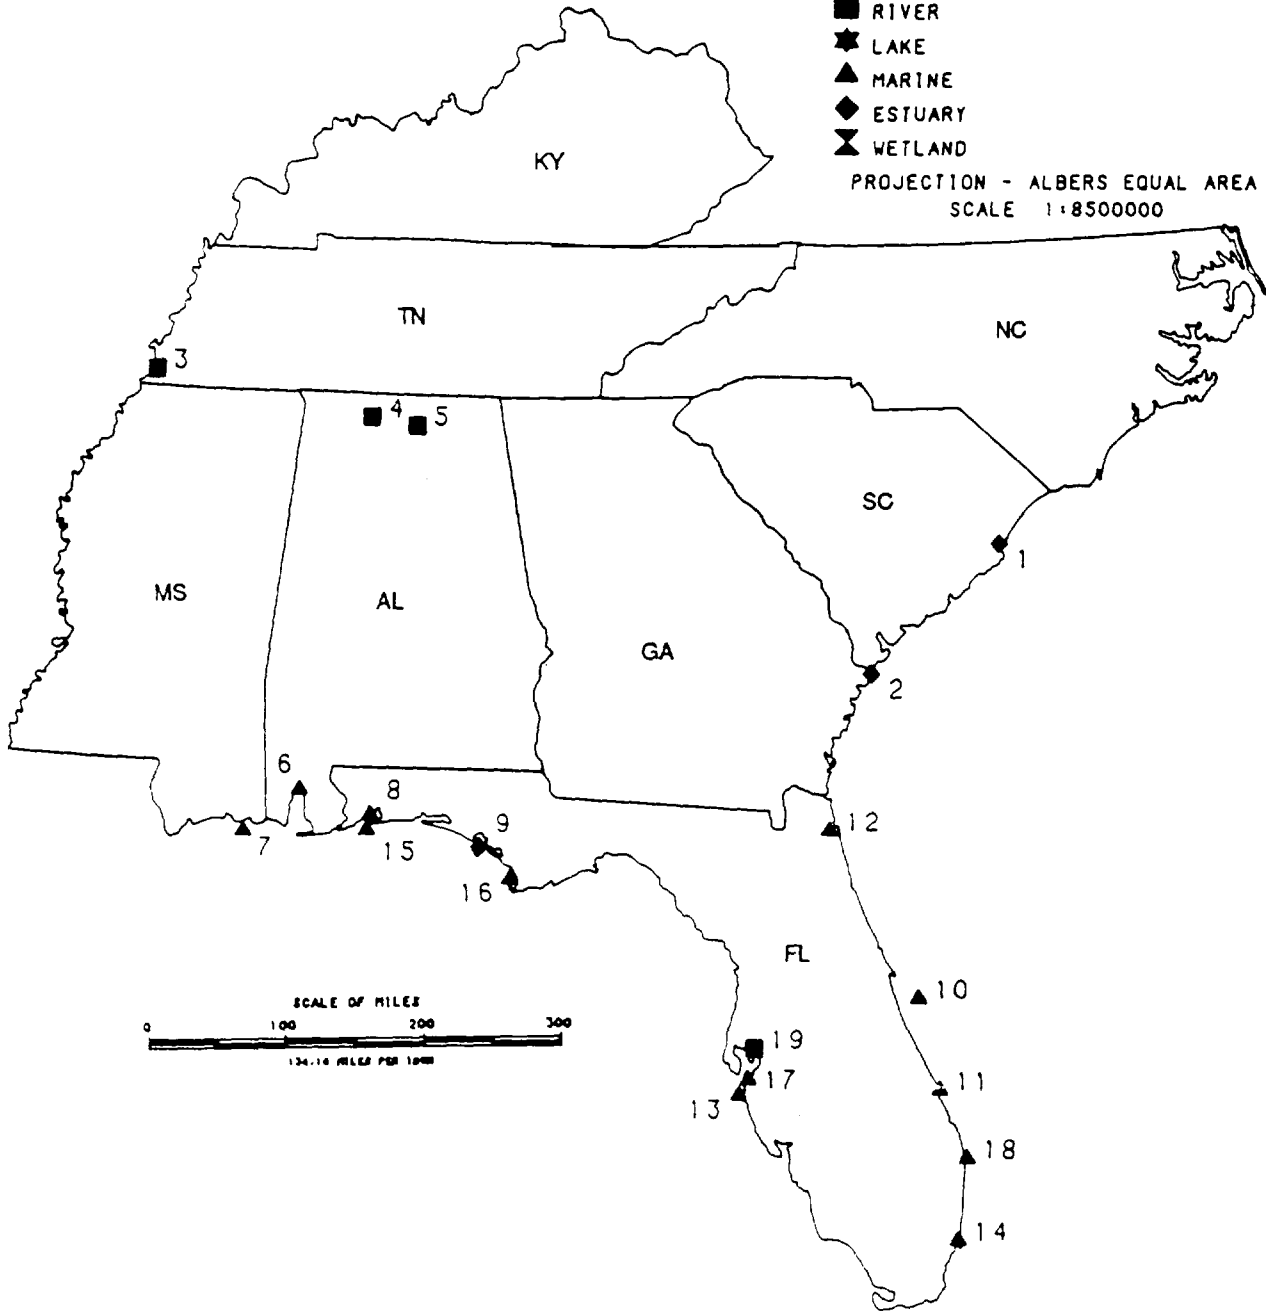 RIVER
LAKE
MARINE
ESTUARY
WETLAND
PROJECTION - ALBERS EQUAL AREA
SCALE 1:8500000
KY
TN
NC
3
4
5
SC
1
MS
AL
GA
2
6
8
7
15
9
12
16
FL
10
SCALE OF MILES
0 100 200 300
19
17
11
13
18
14